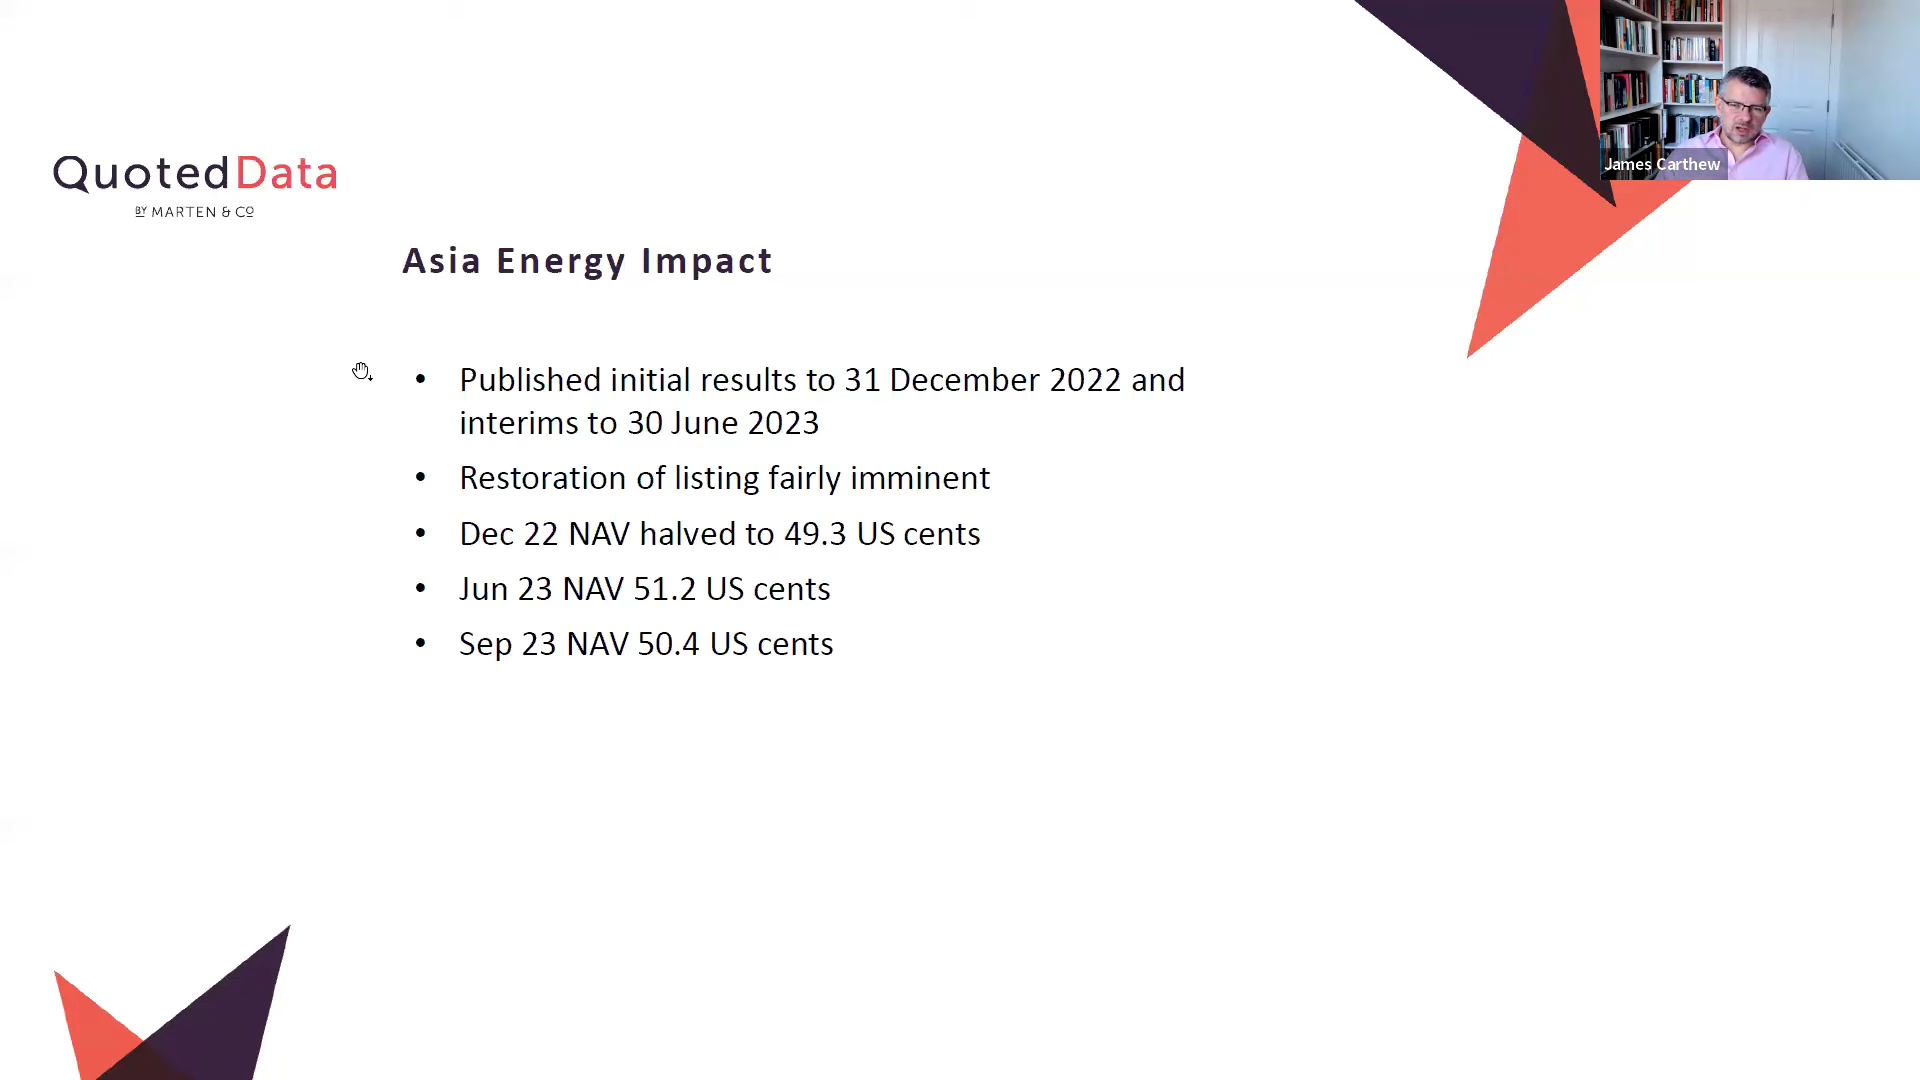 James Carthew
QuotedData
BY MARTEN & CO
Asia Energy Impact
• Published initial results to 31 December 2022 and
interims to 30 June 2023
• Restoration of listing fairly imminent
• Dec 22 NAV halved to 49.3 US cents
• Jun 23 NAV 51.2 US cents
• Sep 23 NAV 50.4 US cents